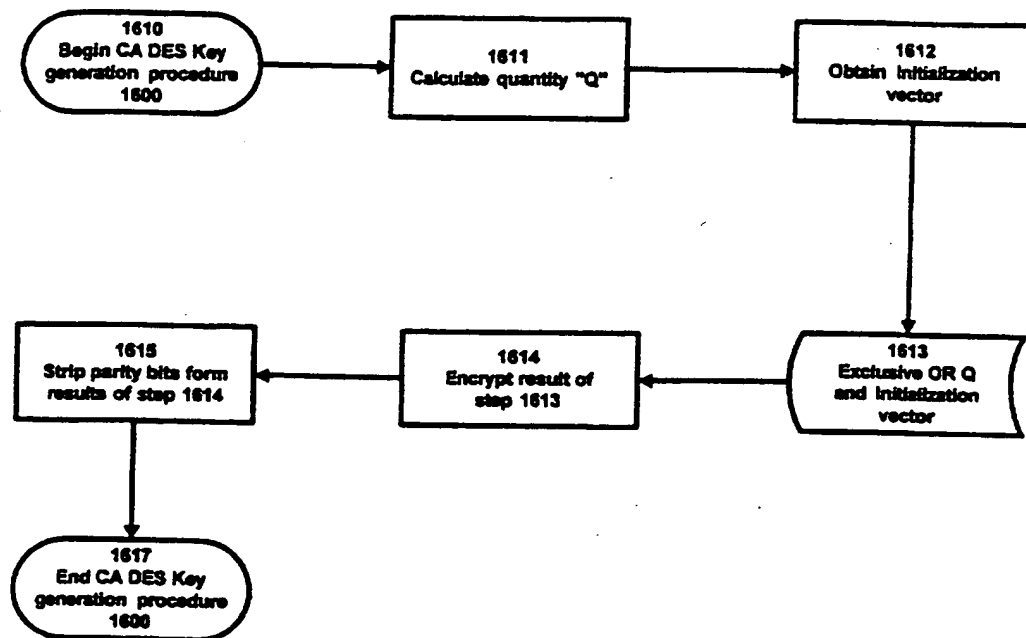 1610
Begin CA DES Key
generation procedure
1600
1611
Calculate quantity "Q"
1612
Obtain initialization
vector
1613
Exclusive OR Q
and initialization
vector
1614
Encrypt result of
step 1613
1615
Strip parity bits form
results of step 1614
1617
End CA DES Key
generation procedure
1600